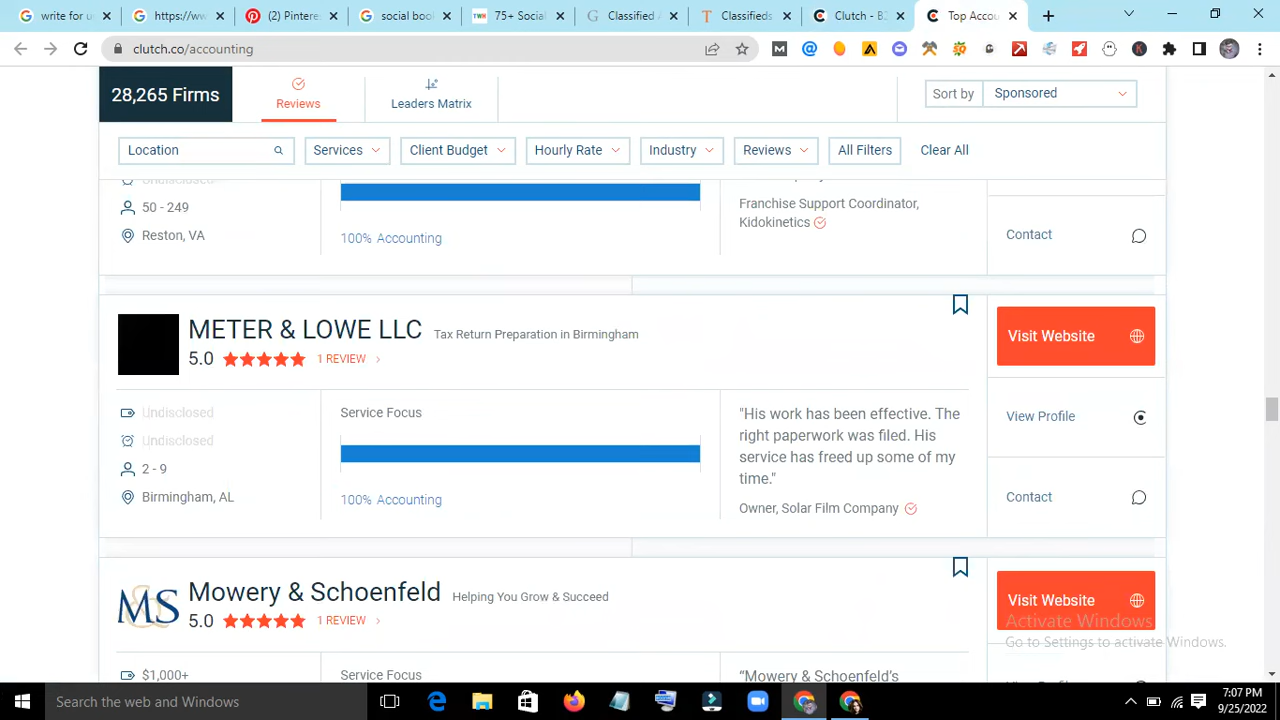 write for u
https://ww
(2) Pintere
social boo
75+ Social
Classified A
Classifieds
Clutch - B2
Top Accou
clutch.co/accounting
28,265 Firms
Reviews
Leaders Matrix
Sort by
Sponsored
Location
Services
Client Budget
Hourly Rate
Industry
Reviews
All Filters
Clear All
Undisclosed
50 - 249
Reston, VA
100% Accounting
Franchise Support Coordinator,
Kidokinetics
Contact
METER & LOWE LLC
Tax Return Preparation in Birmingham
5.0
1 REVIEW
Visit Website
Undisclosed
Undisclosed
2 - 9
Birmingham, AL
Service Focus
100% Accounting
"His work has been effective. The
right paperwork was filed. His
service has freed up some of my
time."
Owner, Solar Film Company
View Profile
Contact
MS
Mowery & Schoenfeld
Helping You Grow & Succeed
5.0
1 REVIEW
Visit Website
Activate Windows
Go to Settings to activate Windows.
$1,000+
Service Focus
"Mowery & Schoenfeld's
Search the web and Windows
7:07 PM
9/25/2022